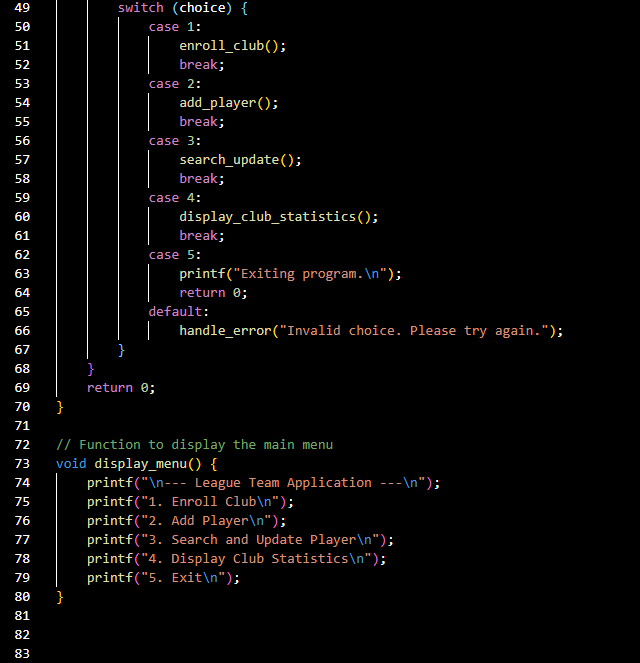 49 switch (choice) {
50 case 1:
51 enroll_club();
52 break;
53 case 2:
54 add_player();
55 break;
56 case 3:
57 search_update();
58 break;
59 case 4:
60 display_club_statistics();
61 break;
62 case 5:
63 printf("Exiting program.\n");
64 return 0;
65 default:
66 handle_error("Invalid choice. Please try again.");
67 }
68 }
69 return 0;
70 }
71
72 // Function to display the main menu
73 void display_menu() {
74 printf("\n--- League Team Application ---\n");
75 printf("1. Enroll Club\n");
76 printf("2. Add Player\n");
77 printf("3. Search and Update Player\n");
78 printf("4. Display Club Statistics\n");
79 printf("5. Exit\n");
80 }
81
82
83